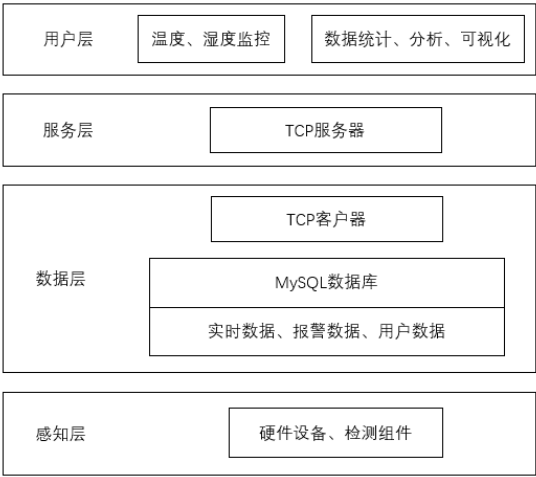 用户层
温度、湿度监控
数据统计、分析、可视化
服务层
TCP服务器
TCP客户器
数据层
MySQL数据库
实时数据、报警数据、用户数据
感知层
硬件设备、检测组件